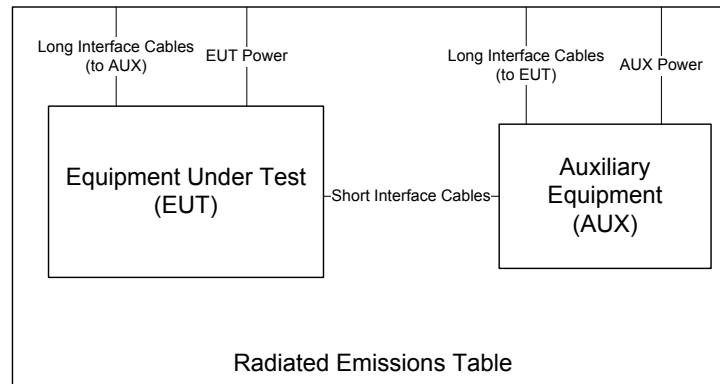 Long Interface Cables
(to AUX)
EUT Power
Long Interface Cables
(to EUT)
AUX Power
Equipment Under Test
(EUT)
Short Interface Cables
Auxiliary
Equipment
(AUX)
Radiated Emissions Table